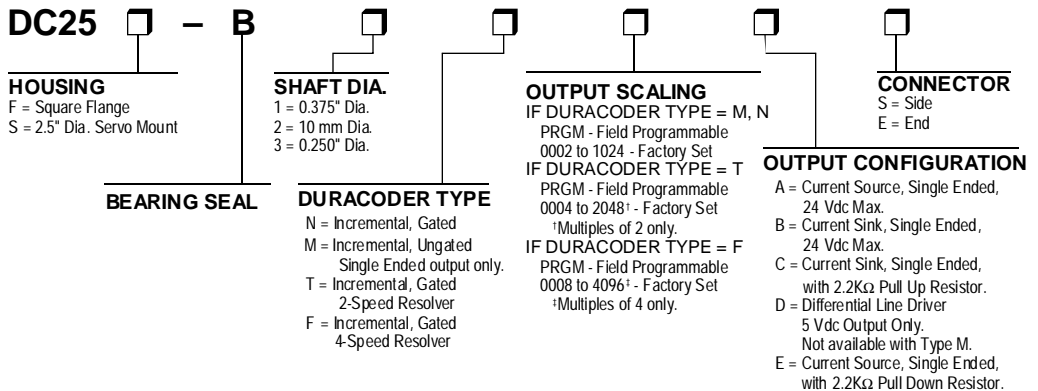 DC25 – B
HOUSING
F = Square Flange
S = 2.5" Dia. Servo Mount
BEARING SEAL
SHAFT DIA.
1 = 0.375" Dia.
2 = 10 mm Dia.
3 = 0.250" Dia.
DURACODER TYPE
N = Incremental, Gated
M = Incremental, Ungated
Single Ended output only.
T = Incremental, Gated
2-Speed Resolver
F = Incremental, Gated
4-Speed Resolver
OUTPUT SCALING
IF DURACODER TYPE = M, N
PRGM - Field Programmable
0002 to 1024 - Factory Set
IF DURACODER TYPE = T
PRGM - Field Programmable
0004 to 2048† - Factory Set
†Multiples of 2 only.
IF DURACODER TYPE = F
PRGM - Field Programmable
0008 to 4096‡ - Factory Set
‡Multiples of 4 only.
OUTPUT CONFIGURATION
A = Current Source, Single Ended,
24 Vdc Max.
B = Current Sink, Single Ended,
24 Vdc Max.
C = Current Sink, Single Ended,
with 2.2KΩ Pull Up Resistor.
D = Differential Line Driver
5 Vdc Output Only.
Not available with Type M.
E = Current Source, Single Ended,
with 2.2KΩ Pull Down Resistor.
CONNECTOR
S = Side
E = End